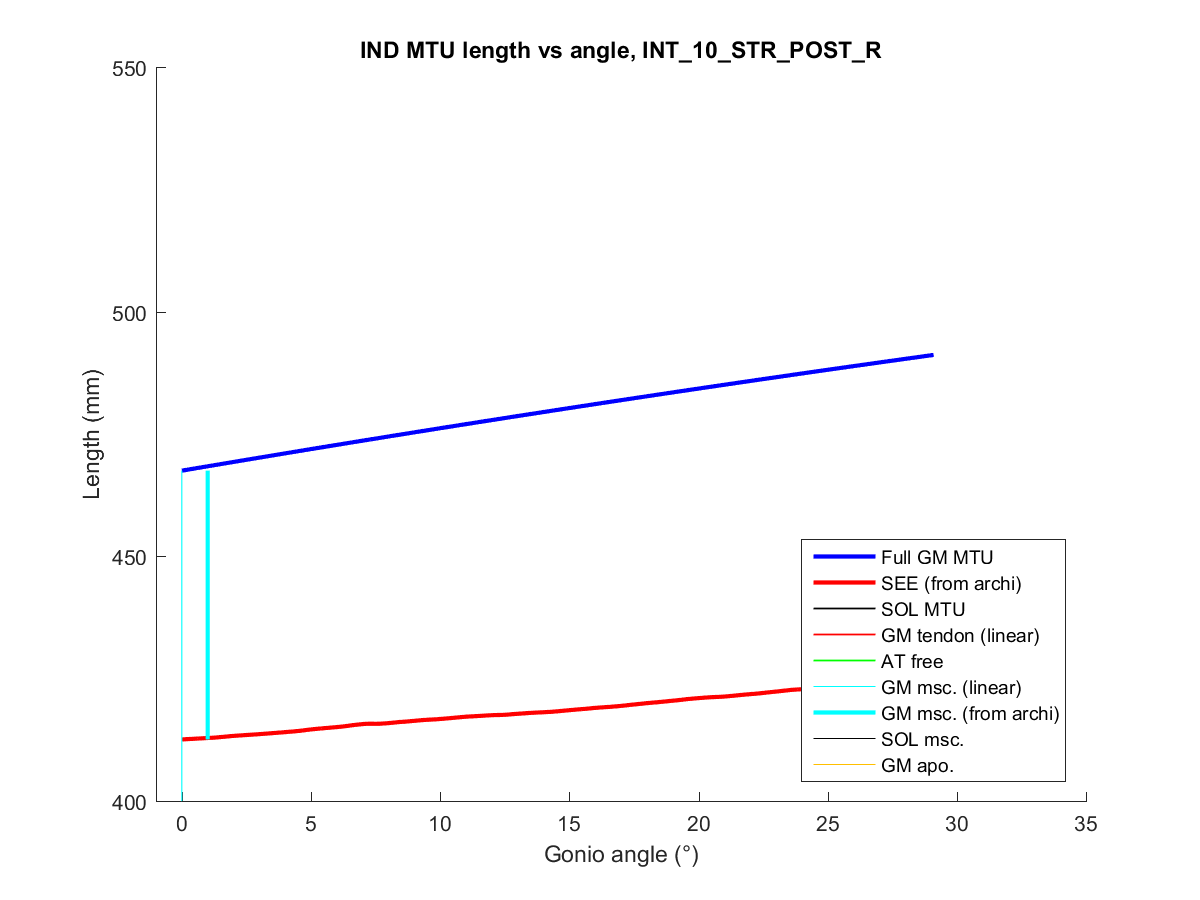 IND MTU length vs angle, INT_10_STR_POST_R
550
500
450
400
Length (mm)
0 5 10 15 20 25 30 35
Gonio angle (°)
Full GM MTU
SEE (from archi)
SOL MTU
GM tendon (linear)
AT free
GM msc. (linear)
GM msc. (from archi)
SOL msc.
GM apo.